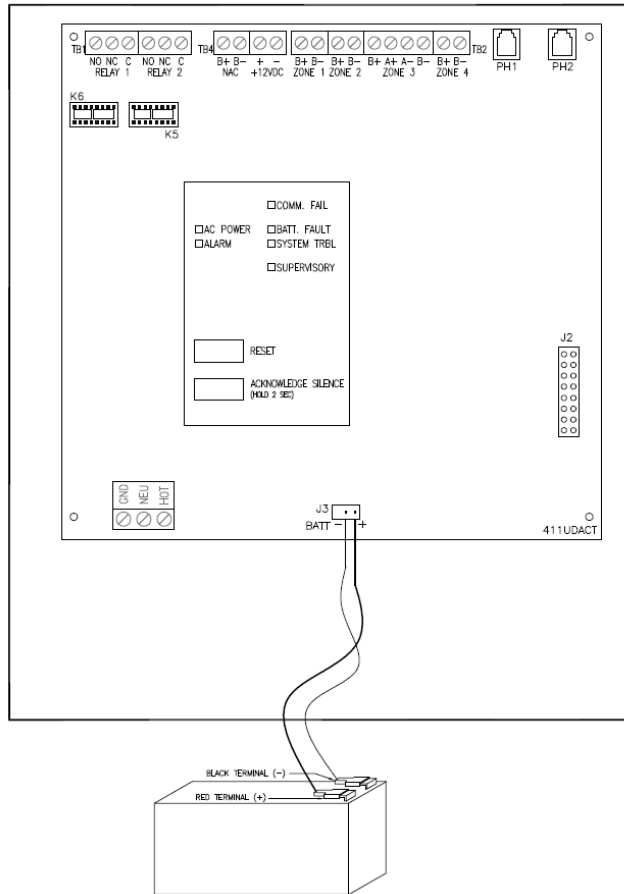 TB1 TB4 TB2
NO NC C NO NC C B+ B- + - B+ B- B+ B- B+ A+ A- B- B+ B-
RELAY 1 RELAY 2 NAC +12VDC ZONE 1 ZONE 2 ZONE 3 ZONE 4
PH1 PH2
K6
K5
COMM. FAIL
AC POWER BATT. FAULT
ALARM SYSTEM TRBL
SUPERVISORY
RESET
J2
ACKNOWLEDGE SILENCE
(HOLD 2 SEC)
GND NEU HOT
J3
BATT - +
411UDACT
BLACK TERMINAL (-)
RED TERMINAL (+)